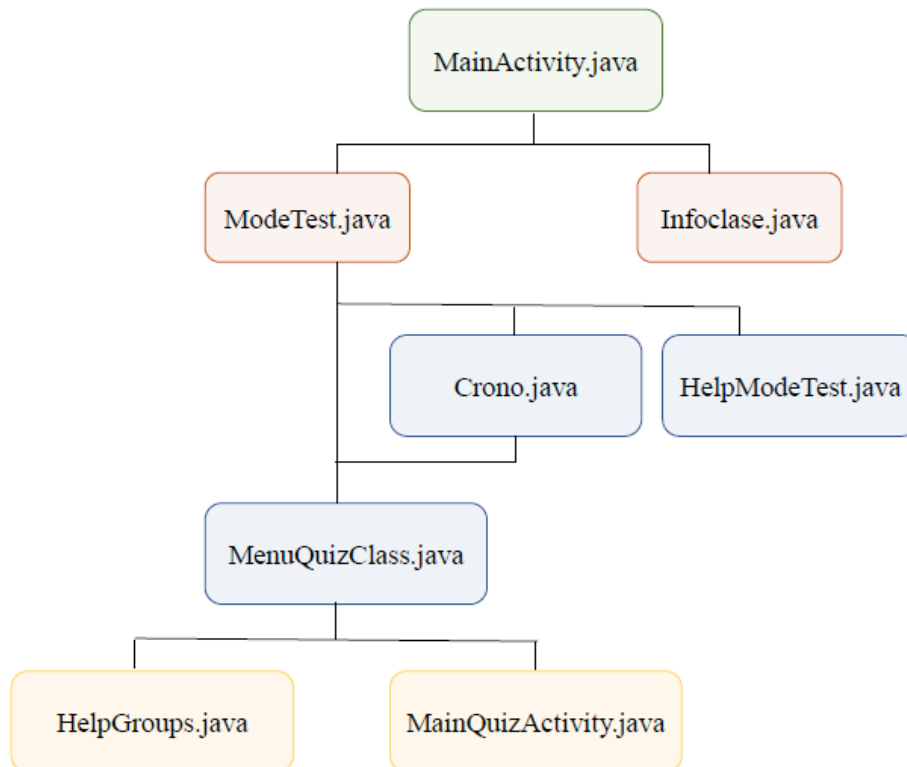 MainActivity.java
ModeTest.java
Infoclase.java
Crono.java
HelpModeTest.java
MenuQuizClass.java
HelpGroups.java
MainQuizActivity.java